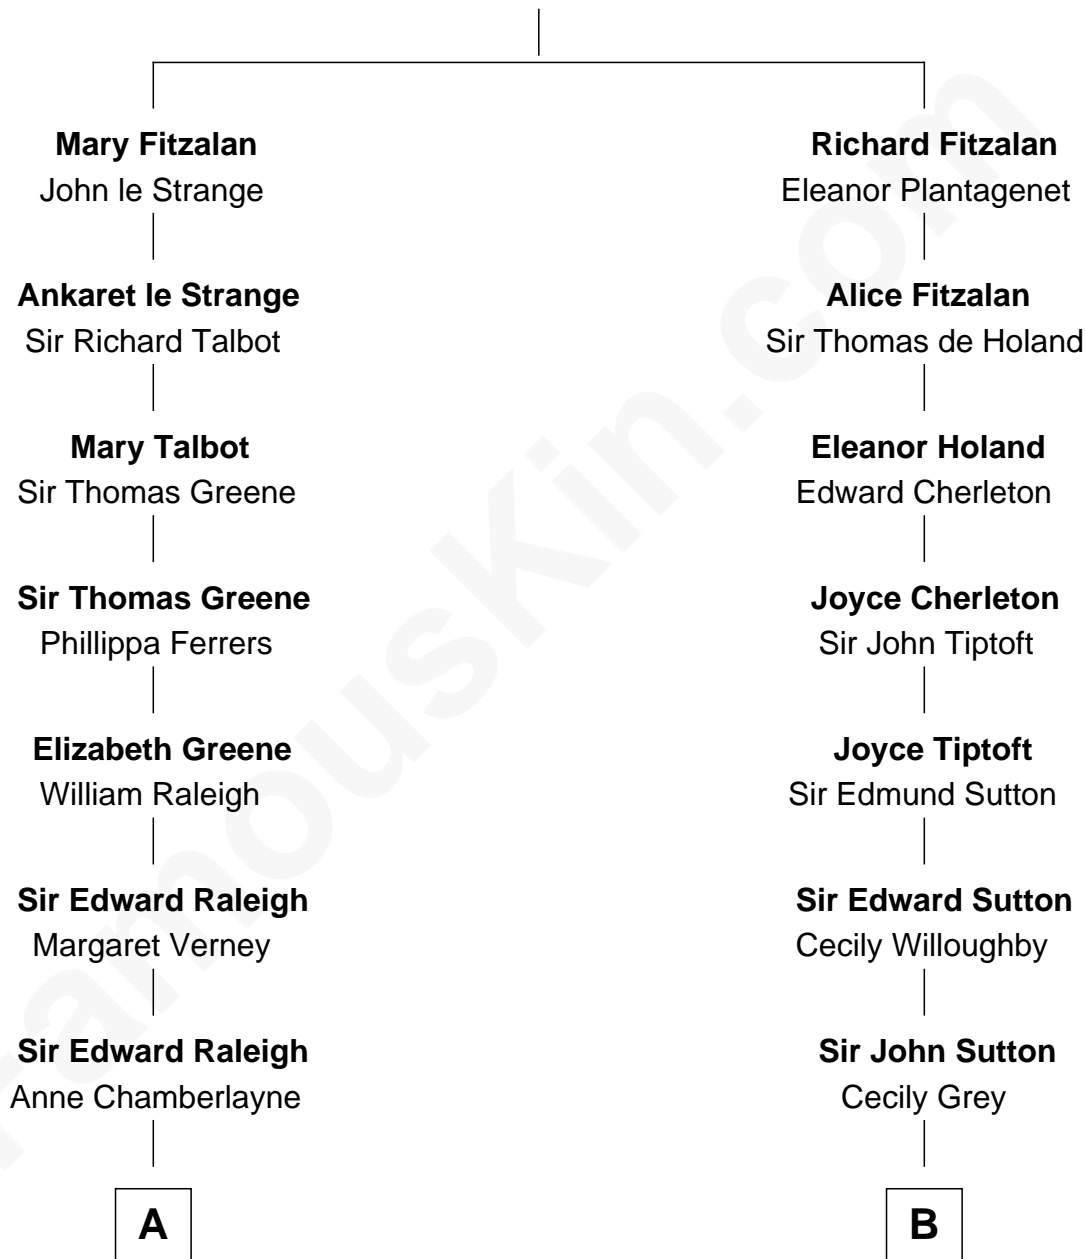 Mary Fitzalan
John le Strange
Ankaret le Strange
Sir Richard Talbot
Mary Talbot
Sir Thomas Greene
Sir Thomas Greene
Phillippa Ferrers
Elizabeth Greene
William Raleigh
Sir Edward Raleigh
Margaret Verney
Sir Edward Raleigh
Anne Chamberlayne
A
Richard Fitzalan
Eleanor Plantagenet
Alice Fitzalan
Sir Thomas de Holand
Eleanor Holand
Edward Cherleton
Joyce Cherleton
Sir John Tiptoft
Joyce Tiptoft
Sir Edmund Sutton
Sir Edward Sutton
Cecily Willoughby
Sir John Sutton
Cecily Grey
B
FamousKin.com